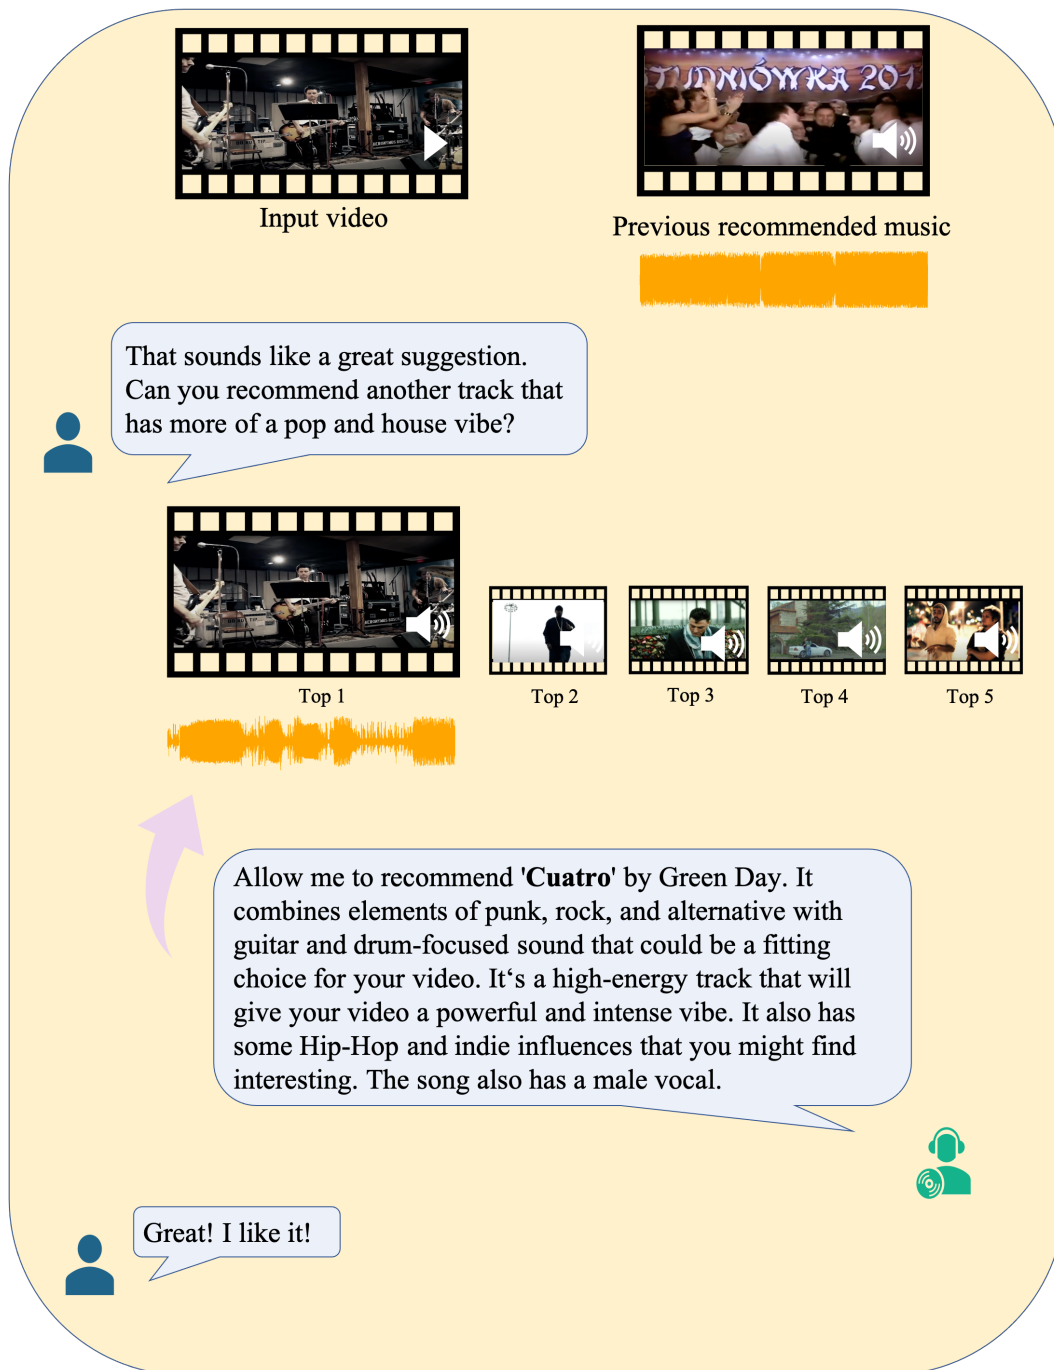 TUDNIÓWKA 201
Input video
Previous recommended music
That sounds like a great suggestion.
Can you recommend another track that
has more of a pop and house vibe?
Top 1
Top 2
Top 3
Top 4
Top 5
Allow me to recommend 'Cuatro' by Green Day. It
combines elements of punk, rock, and alternative with
guitar and drum-focused sound that could be a fitting
choice for your video. It‘s a high-energy track that will
give your video a powerful and intense vibe. It also has
some Hip-Hop and indie influences that you might find
interesting. The song also has a male vocal.
Great! I like it!